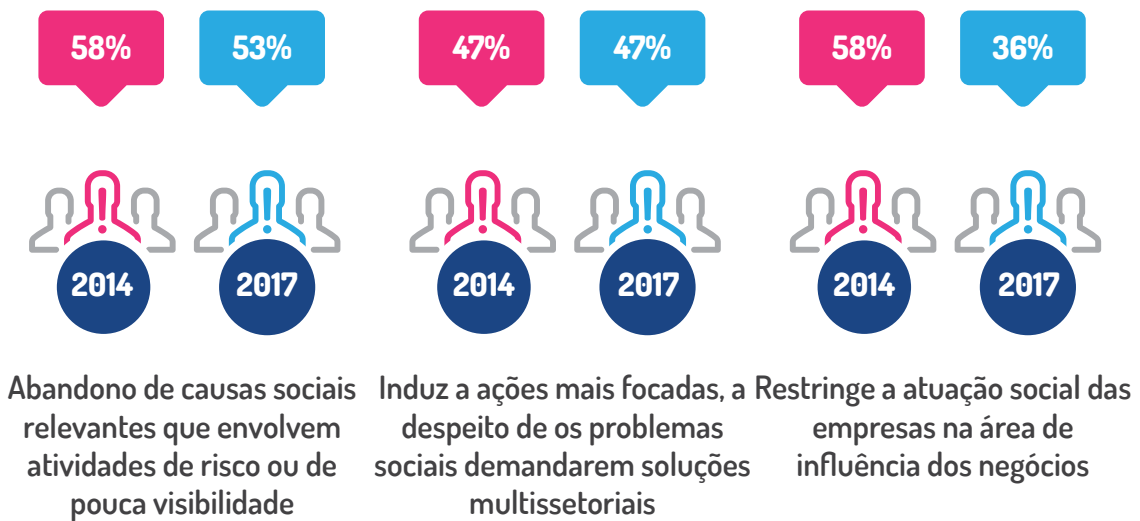 58%
53%
2014
2017
Abandono de causas sociais
relevantes que envolvem
atividades de risco ou de
pouca visibilidade
47%
47%
2014
2017
Induz a ações mais focadas, a
despeito de os problemas
sociais demandarem soluções
multissetoriais
58%
36%
2014
2017
Restringe a atuação social das
empresas na área de
influência dos negócios